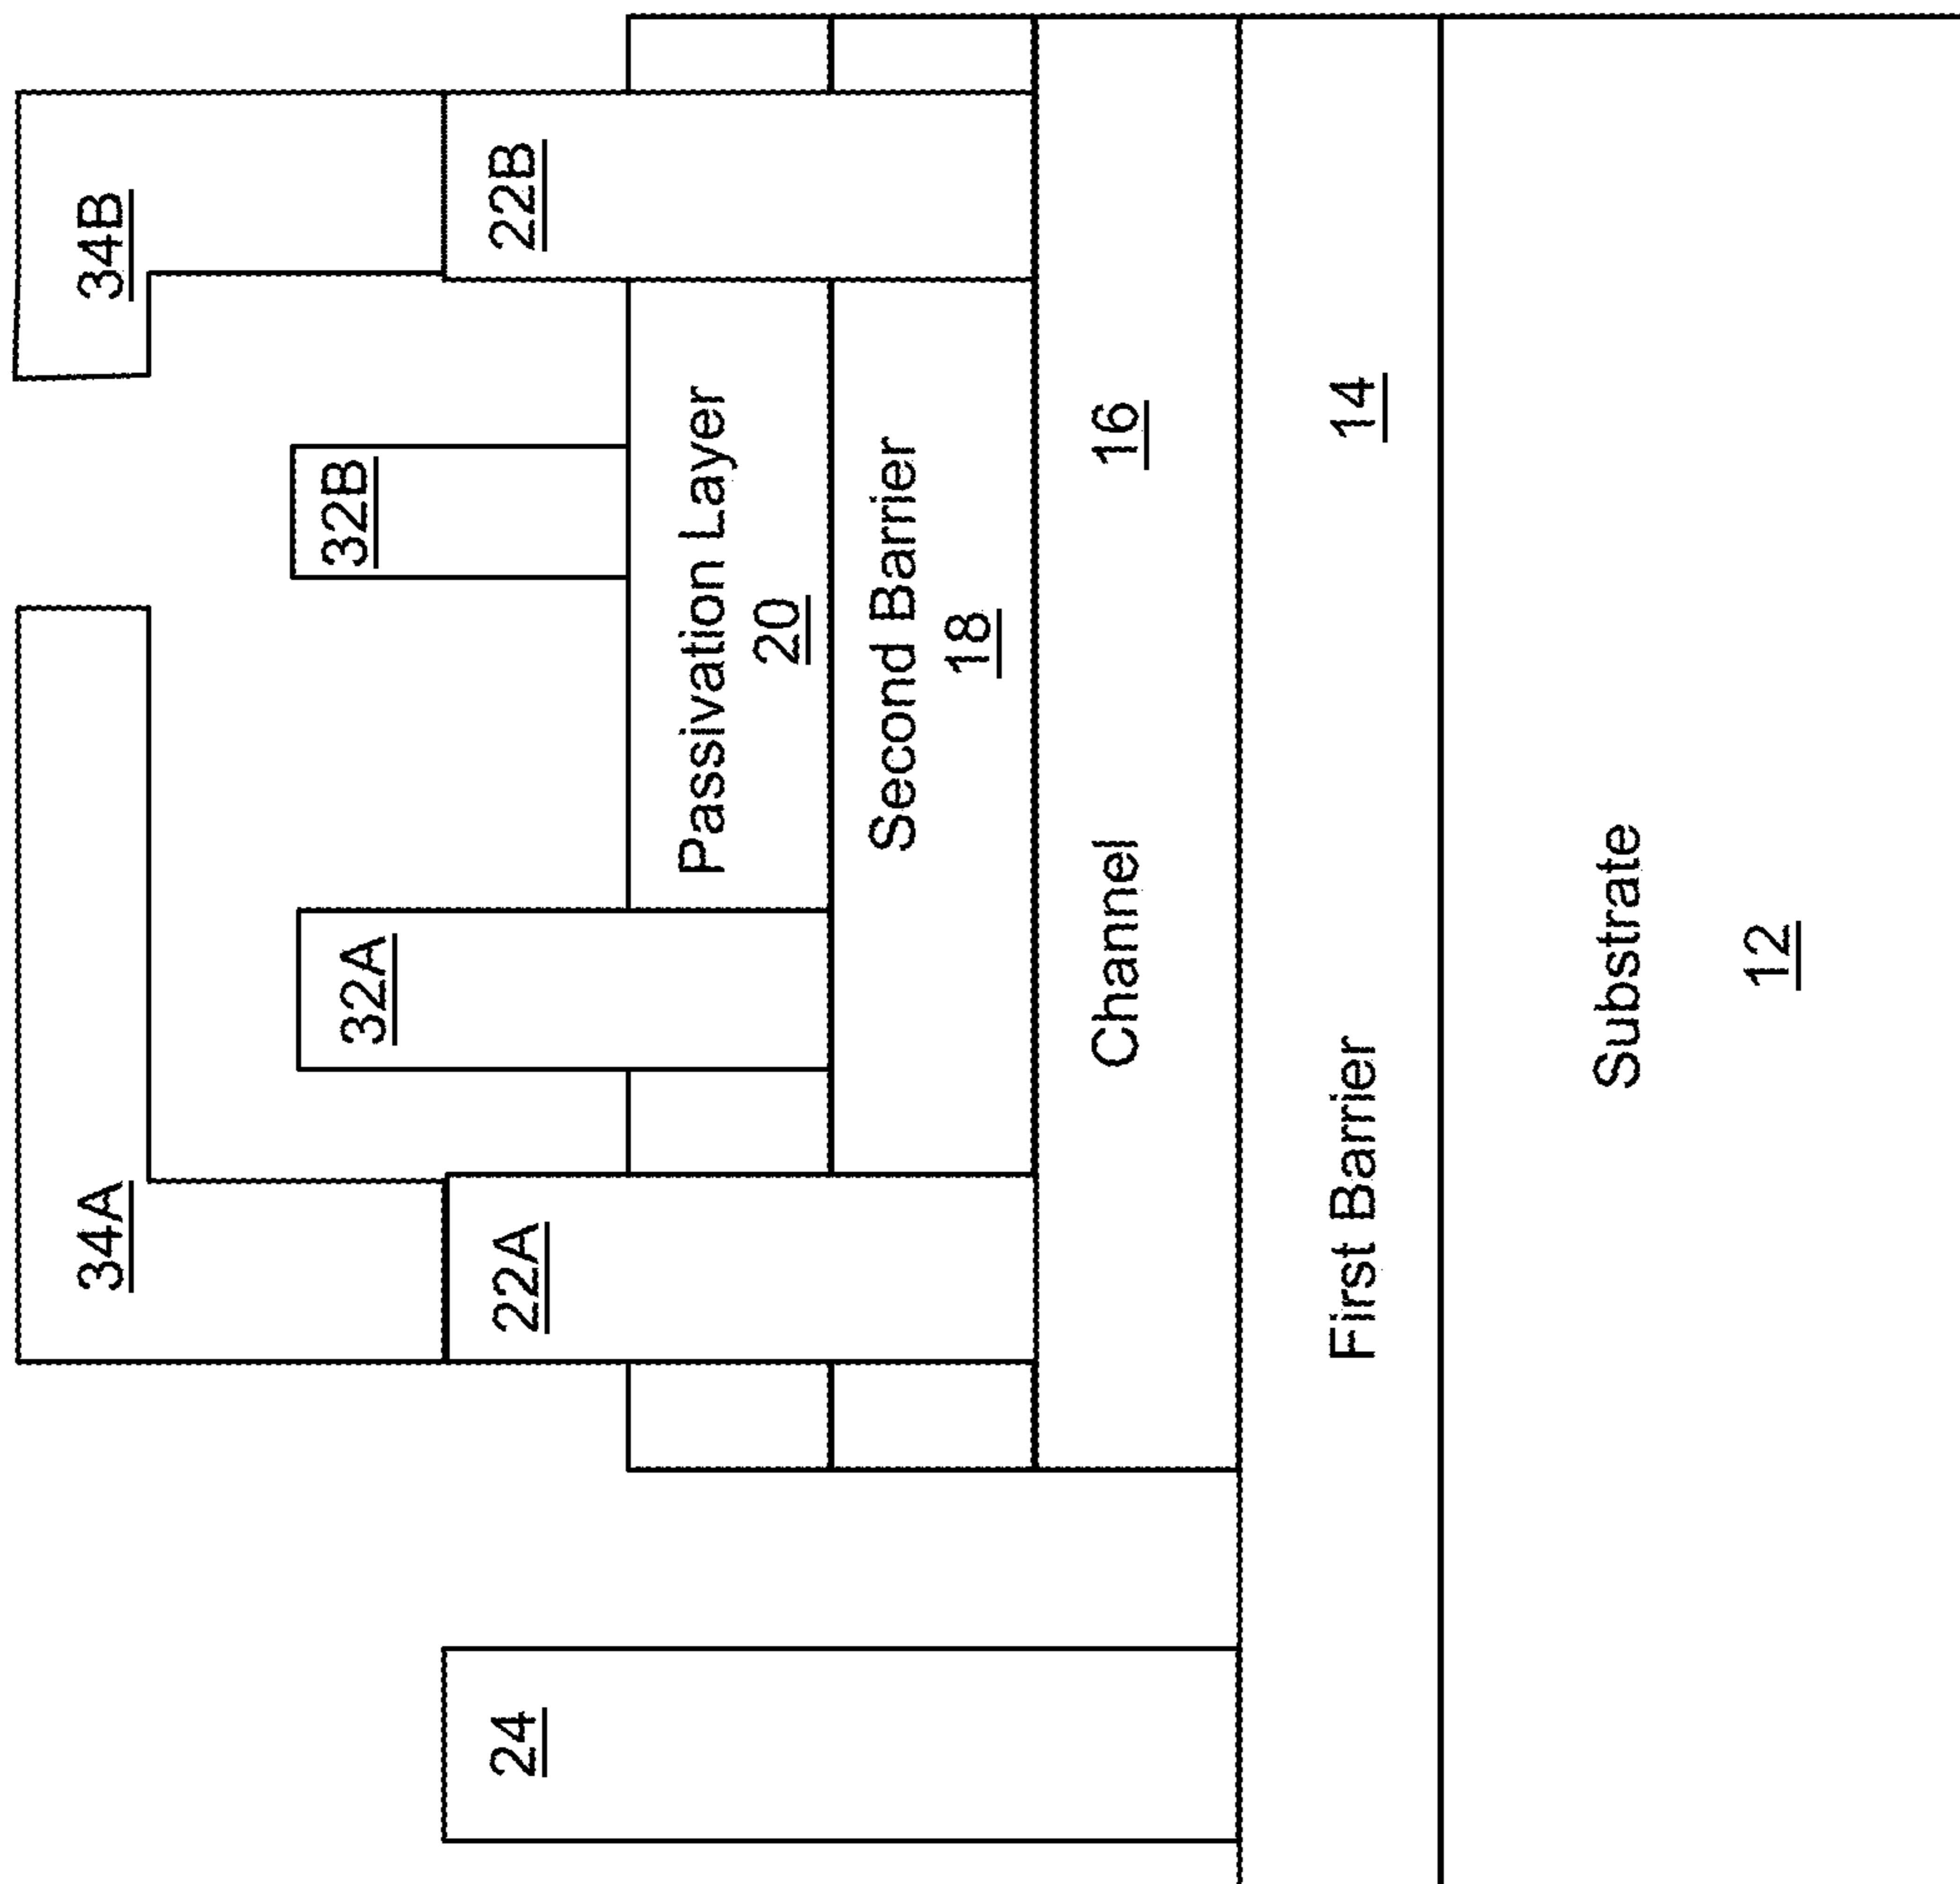 34A
34B
32A
32B
24
22A
22B
Passivation Layer
20
Second Barrier
18
Channel
16
First Barrier
14
Substrate
12